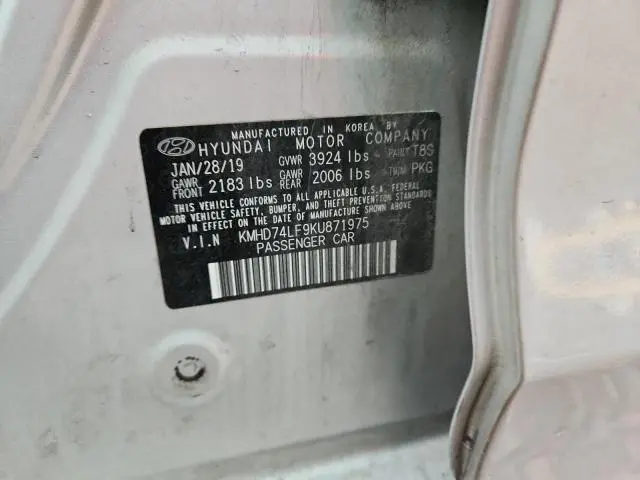 MANUFACTURED IN KOREA BY
HYUNDAI MOTOR COMPANY
JAN/28/19 GVWR 3924 lbs PAINT T8S
GAWR FRONT 2183 lbs GAWR REAR 2006 lbs TRIM PKG
THIS VEHICLE CONFORMS TO ALL APPLICABLE U.S.A. FEDERAL
MOTOR VEHICLE SAFETY, BUMPER, AND THEFT PREVENTION STANDARDS
IN EFFECT ON THE DATE OF MANUFACTURE SHOWN ABOVE.
V.I.N KMHD74LF9KU871975
PASSENGER CAR